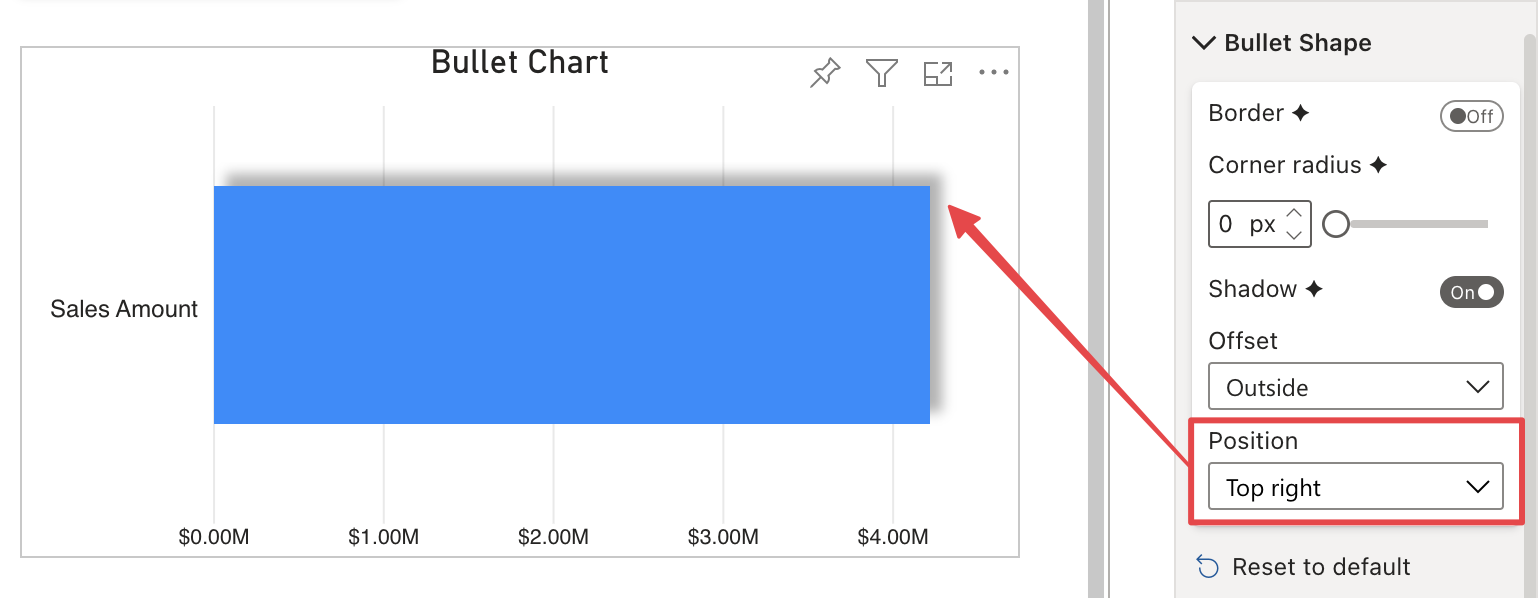 Bullet Chart
Sales Amount
$0.00M $1.00M $2.00M $3.00M $4.00M
Bullet Shape
Border
Off
Corner radius
0 px
Shadow
On
Offset
Outside
Position
Top right
Reset to default